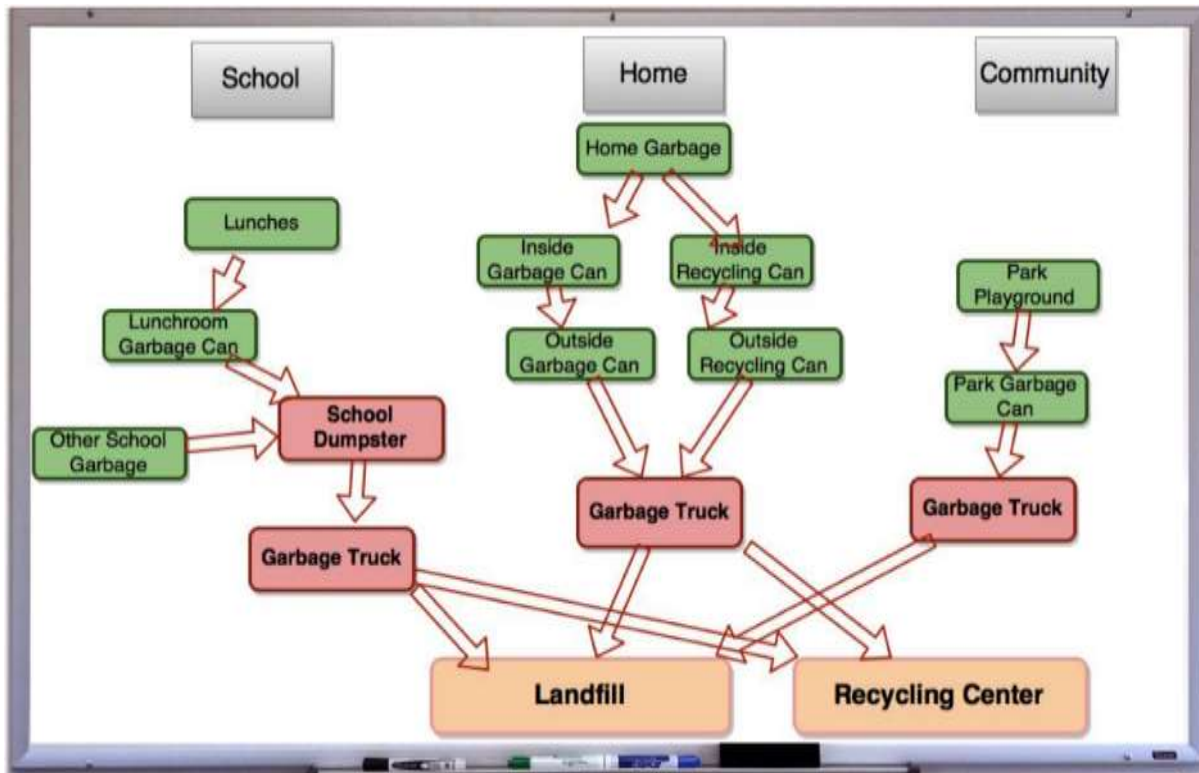 School
Home
Community
Home Garbage
Lunches
Inside
Garbage Can
Inside
Recycling Can
Park
Playground
Lunchroom
Garbage Can
Outside
Garbage Can
Outside
Recycling Can
Park Garbage
Can
School
Dumpster
Other School
Garbage
Garbage Truck
Garbage Truck
Garbage Truck
Landfill
Recycling Center